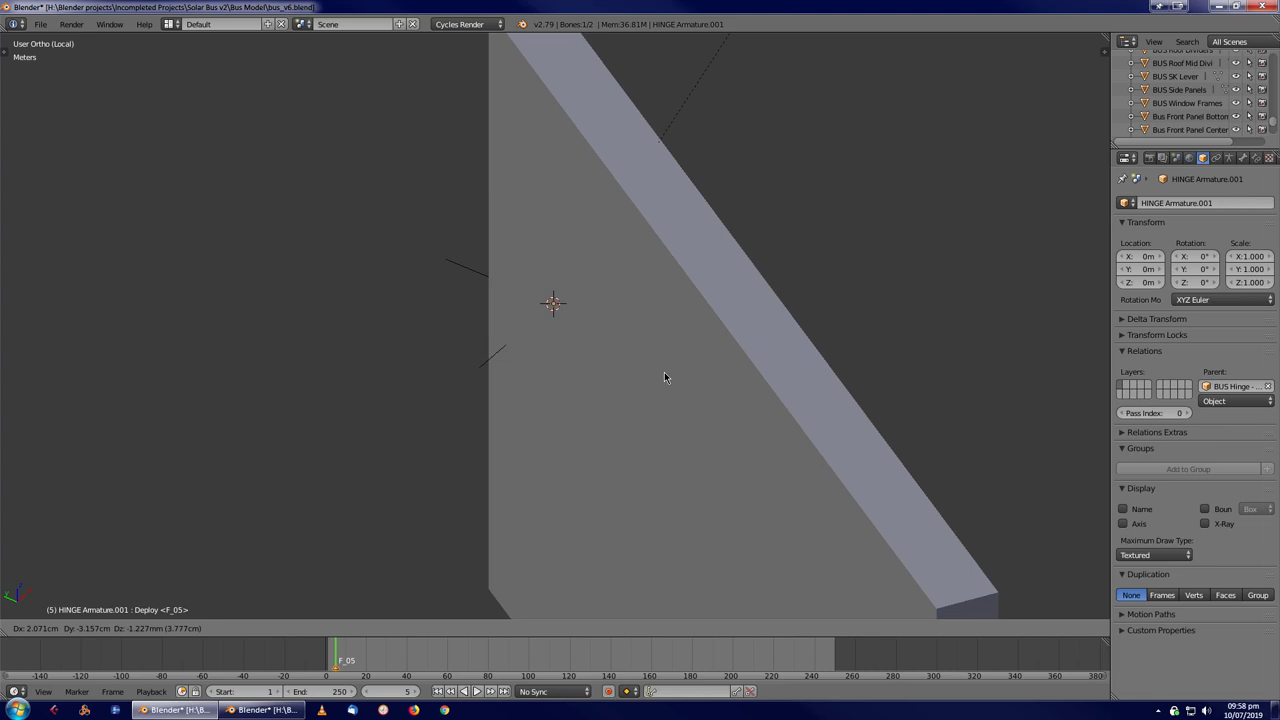 Blender* [H:\Blender projects\Incompleted Projects\Solar Bus v2\Bus Model\bus_v6.blend]
File Render Window Help Default Scene Cycles Render v2.79 | Bones:1/2 | Mem:36.81M | HINGE Armature.001
View Search All Scenes
User Ortho (Local)
Meters
BUS Roof Dividers
BUS Roof Mid Divi
BUS SK Lever
BUS Side Panels
BUS Window Frames
Bus Front Panel Botton
Bus Front Panel Center
HINGE Armature.001
HINGE Armature.001
Transform
Location: Rotation: Scale:
X: 0m X: 0° X:1.000
Y: 0m Y: 0° Y:1.000
Z: 0m Z: 0° Z:1.000
Rotation Mo XYZ Euler
Delta Transform
Transform Locks
Relations
Layers: Parent:
BUS Hinge - ...
Object
Pass Index: 0
Relations Extras
Groups
Add to Group
Display
Name Boun Box
Axis X-Ray
Maximum Draw Type:
Textured
Duplication
None Frames Verts Faces Group
Motion Paths
Custom Properties
(5) HINGE Armature.001 : Deploy <F_05>
Dx: 2.071cm Dy: -3.157cm Dz: -1.227mm (3.777cm)
F_05
-140 -120 -100 -80 -60 -40 -20 0 20 40 60 80 100 120 140 160 180 200 220 240 260 280 300 320 340 360 380
View Marker Frame Playback Start: 1 End: 250 5 No Sync
Blender* [H:\B... Blender* [H:\B...
09:58 pm
10/07/2019